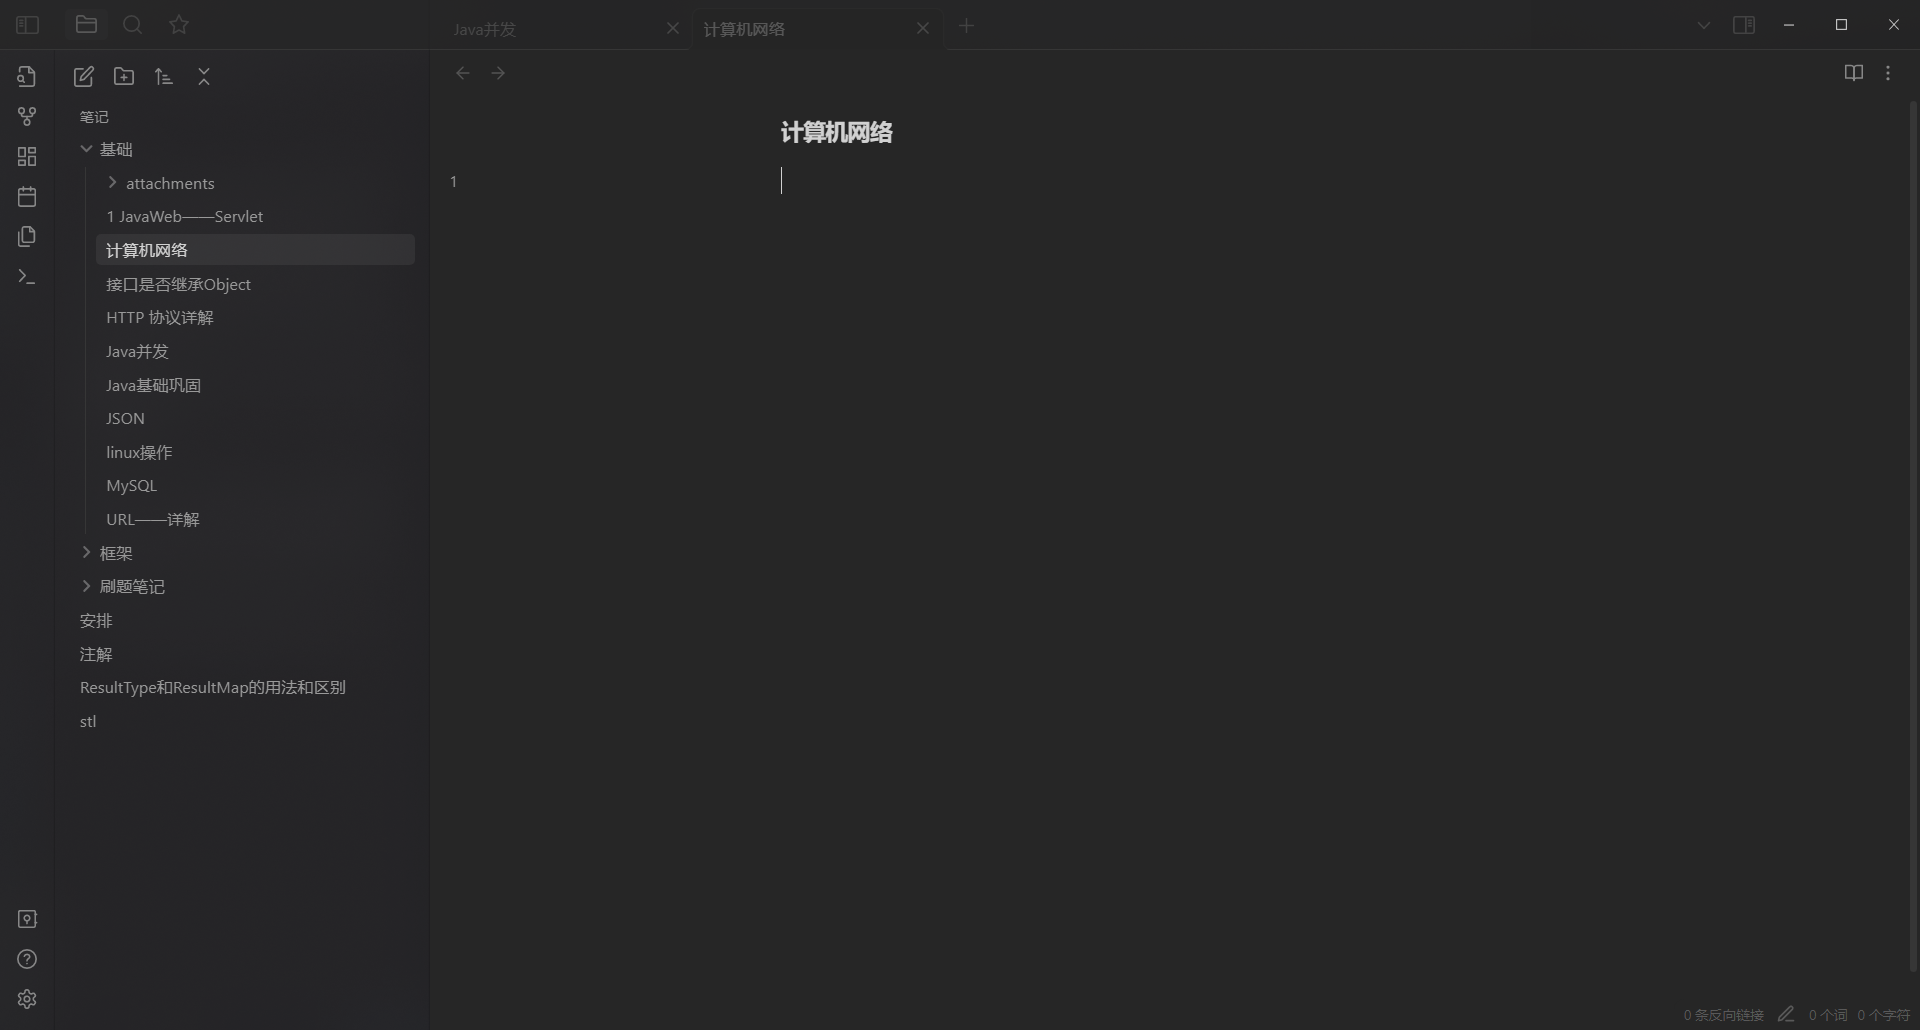 Java并发
计算机网络
笔记
基础
attachments
1 JavaWeb——Servlet
计算机网络
接口是否继承Object
HTTP 协议详解
Java并发
Java基础巩固
JSON
linux操作
MySQL
URL——详解
框架
刷题笔记
安排
注解
ResultType和ResultMap的用法和区别
stl
计算机网络
1
0 条反向链接 0 个词 0 个字符